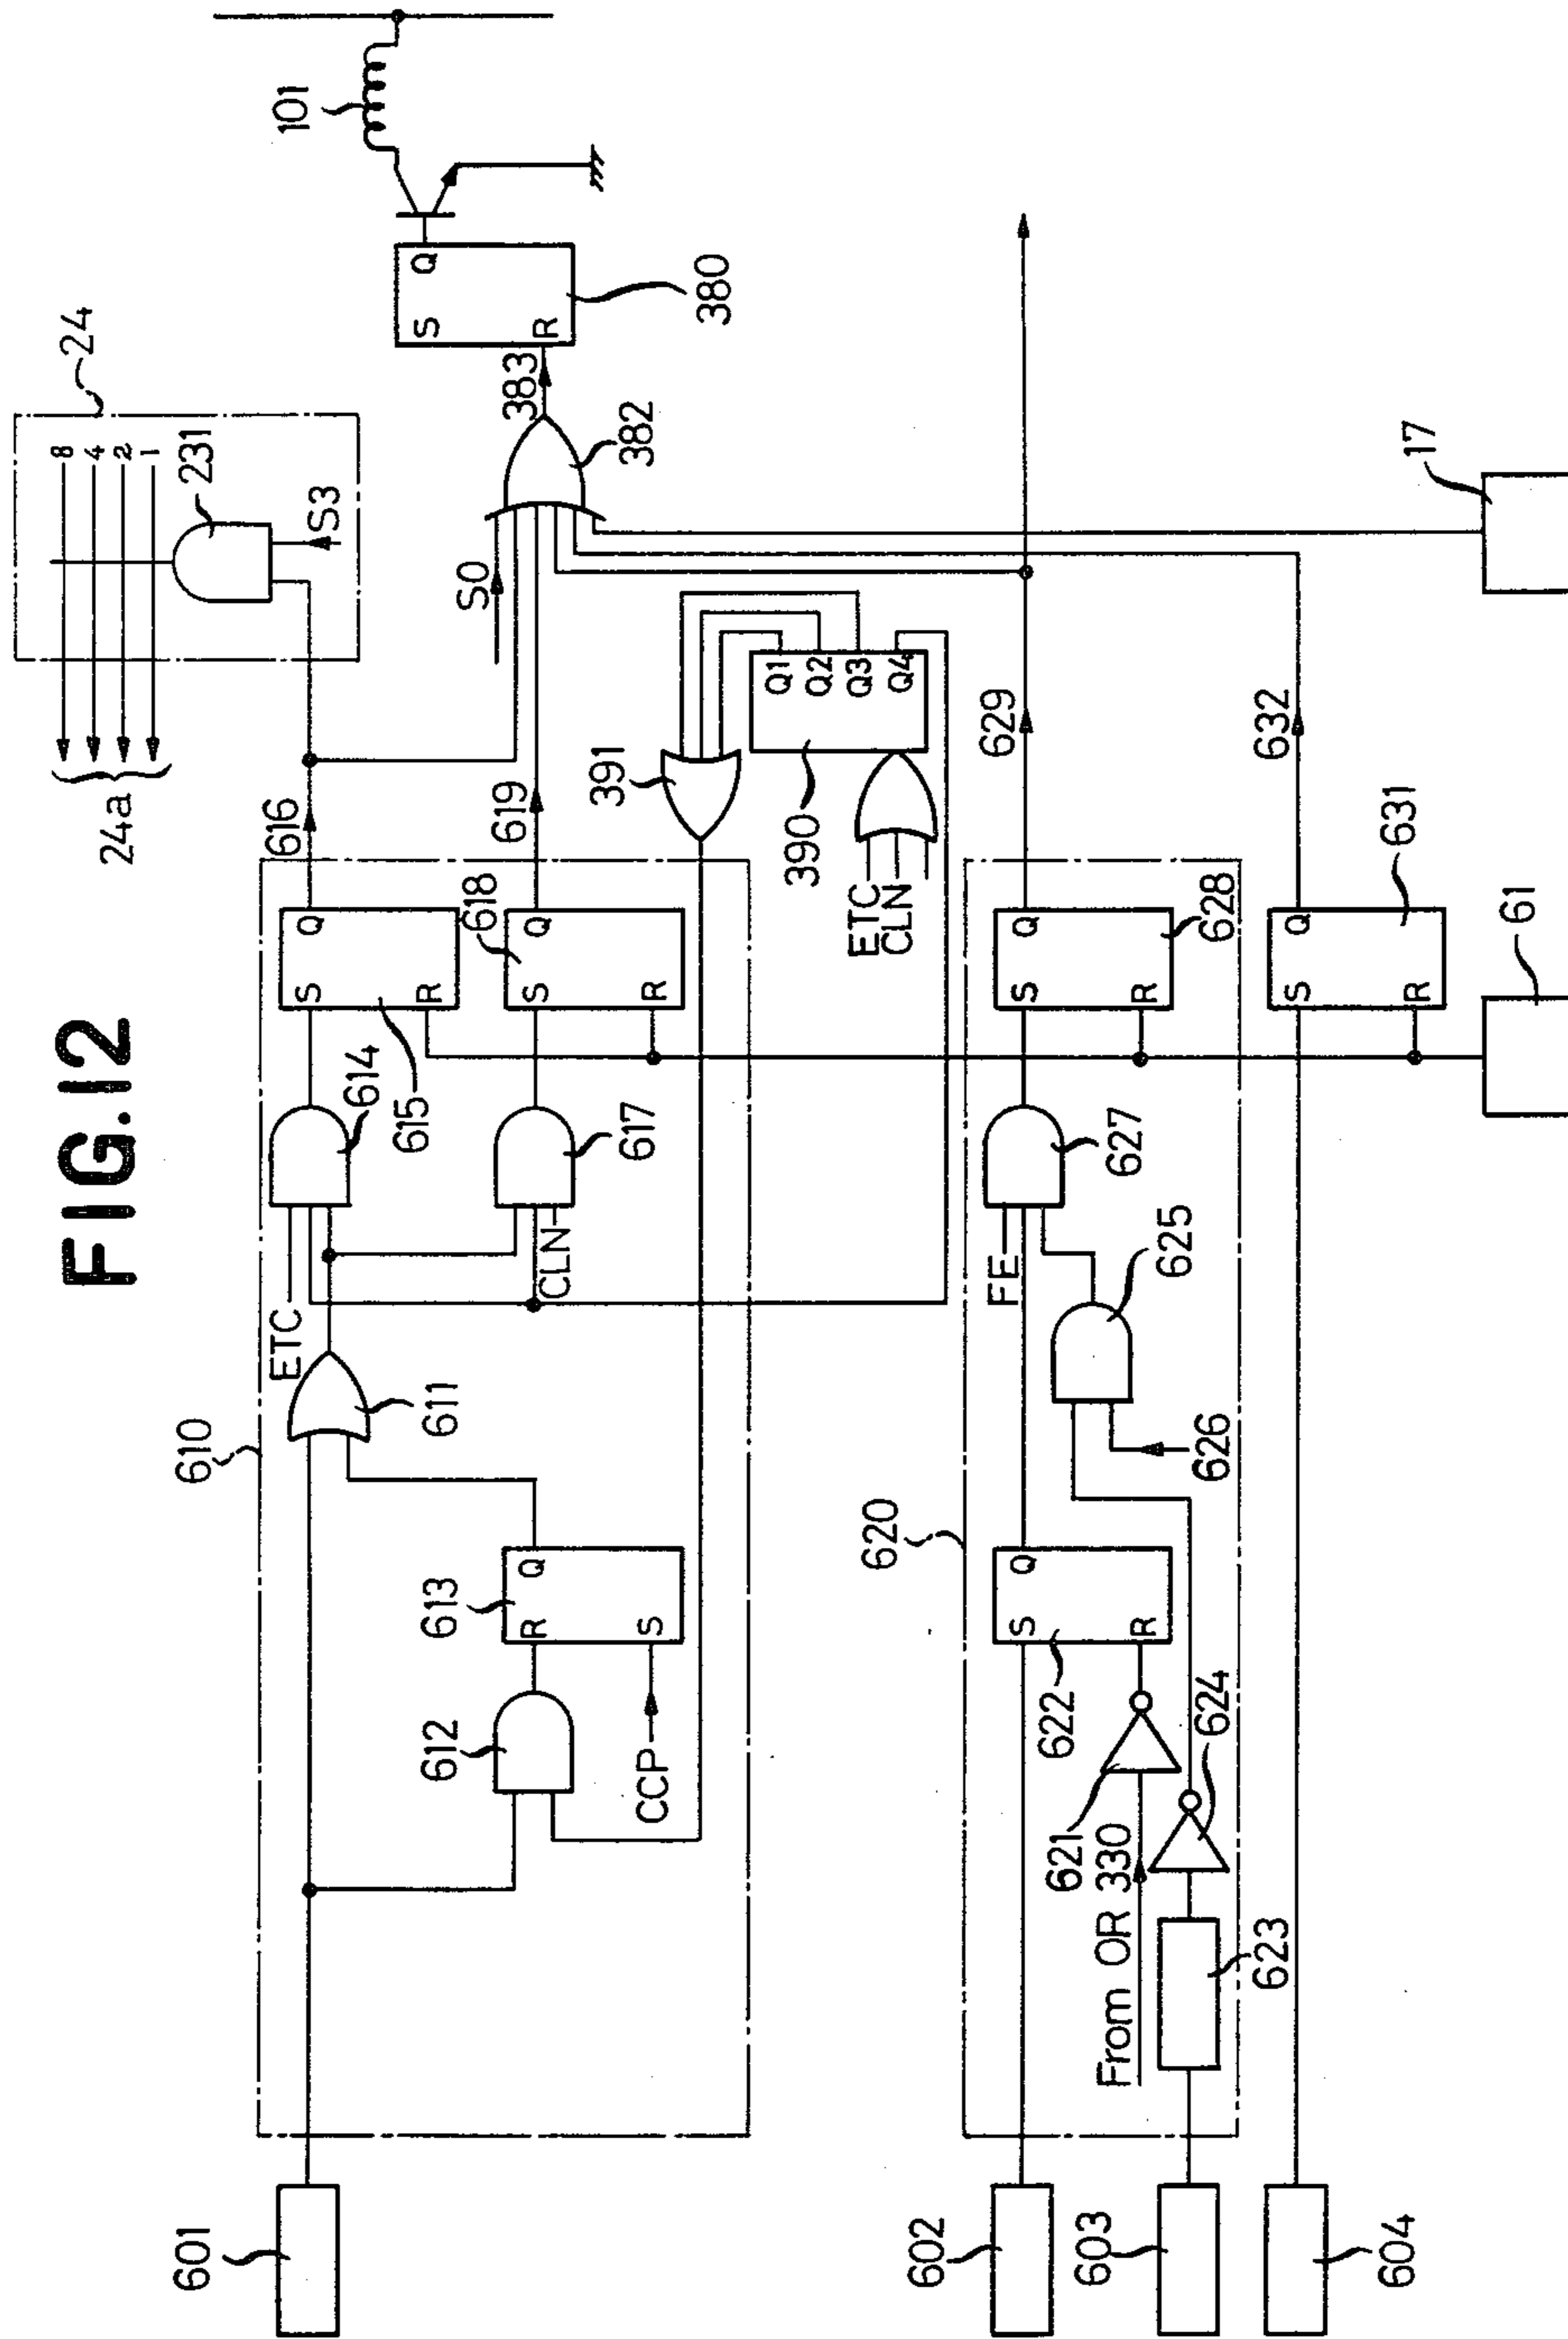 FIG.12
601
610
611
612
613
R
Q
S
CCP
ETC
614
615
S
Q
R
616
617
CLN
618
S
Q
R
619
24a
24
8
4
2
1
231
S3
S0
382
383
S
Q
R
380
101
391
390
Q1
Q2
Q3
Q4
ETC
CLN
602
603
604
620
621
From OR 330
622
S
Q
R
623
624
625
626
FE
627
628
S
Q
R
629
631
S
Q
R
632
61
17